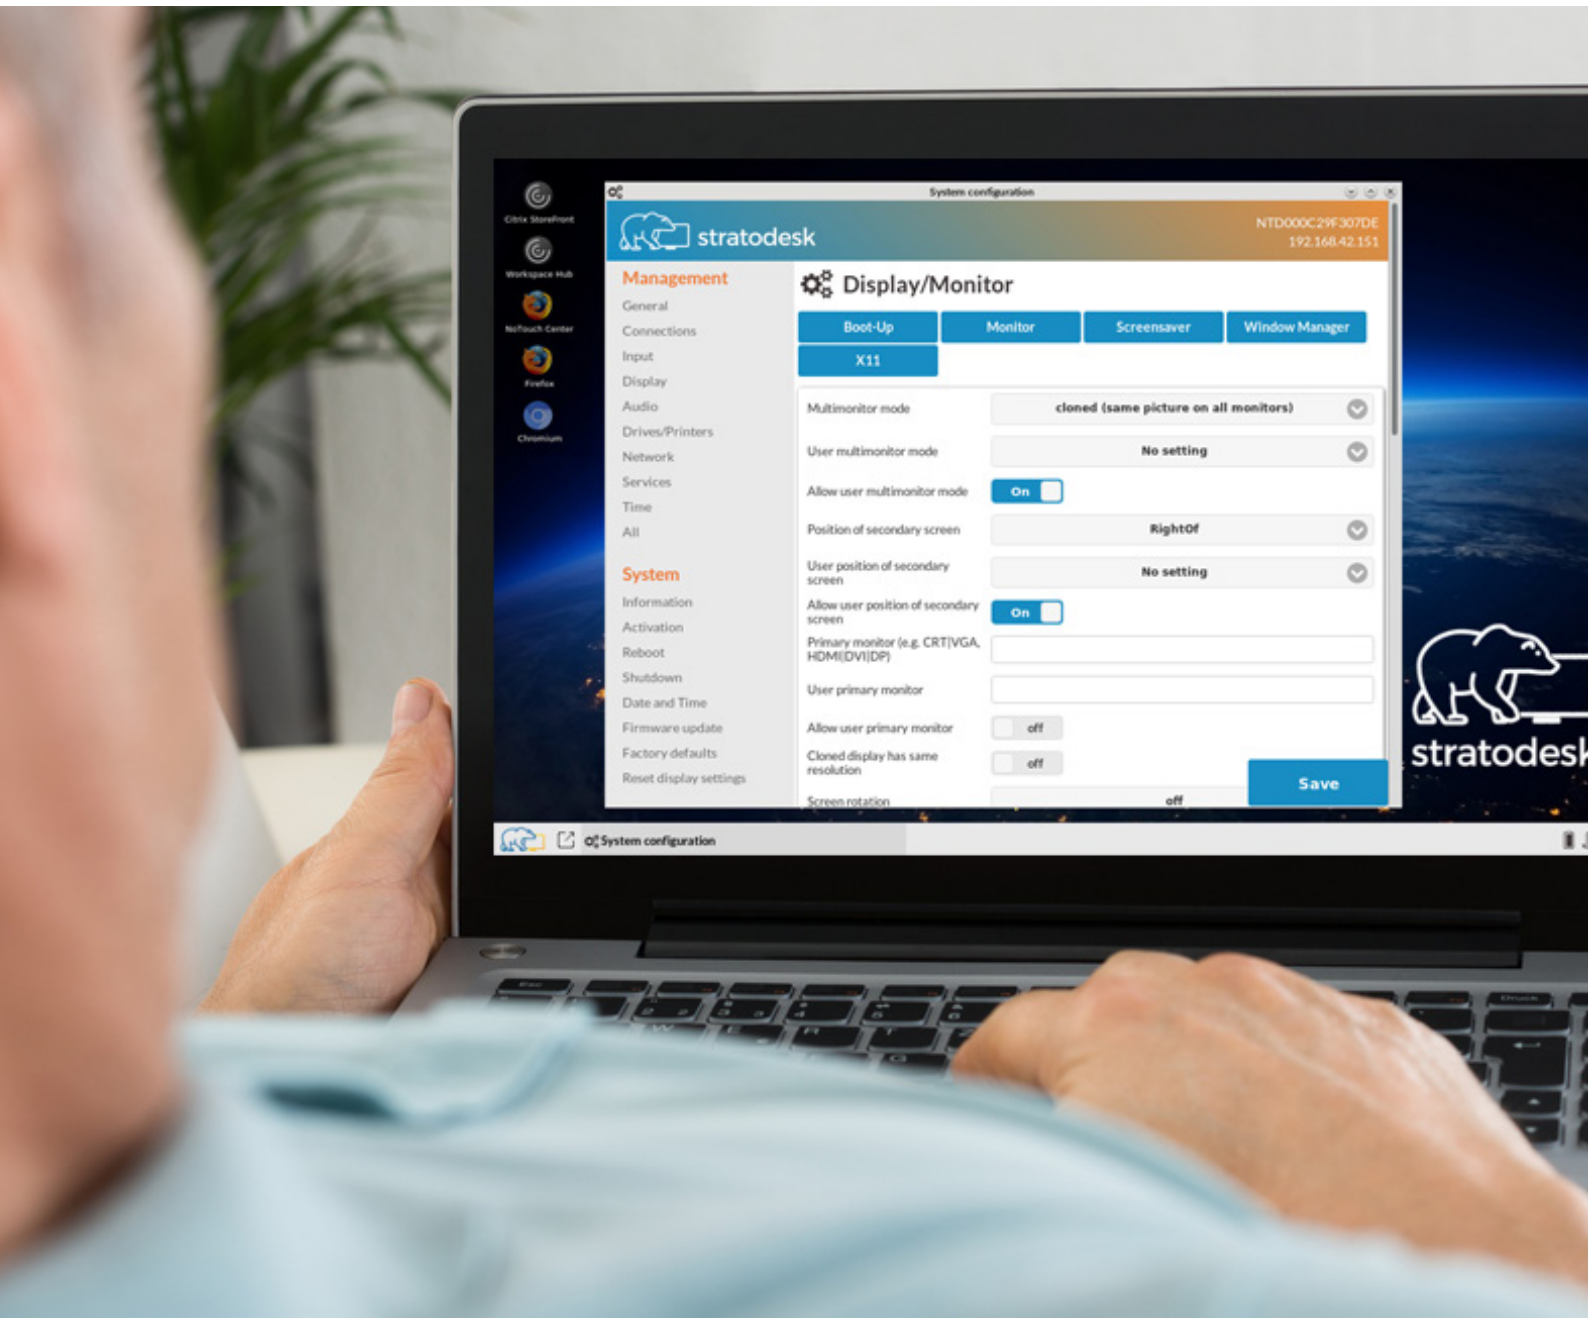 Citrix StoreFront
Workspace Hub
NoTouch Center
Firefox
Chromium
System configuration
stratodesk
NTD000C29F307DE
192.168.42.151
Management
General
Connections
Input
Display
Audio
Drives/Printers
Network
Services
Time
All
System
Information
Activation
Reboot
Shutdown
Date and Time
Firmware update
Factory defaults
Reset display settings
Display/Monitor
Boot-Up
Monitor
Screensaver
Window Manager
X11
Multimonitor mode
cloned (same picture on all monitors)
User multimonitor mode
No setting
Allow user multimonitor mode
On
Position of secondary screen
RightOf
User position of secondary
screen
No setting
Allow user position of secondary
screen
On
Primary monitor (e.g. CRT|VGA,
HDMI|DVI|DP)
User primary monitor
Allow user primary monitor
off
Cloned display has same
resolution
off
Screen rotation
off
Save
stratodesk
System configuration
Esc
W
E
R
T
Z
G
Druck